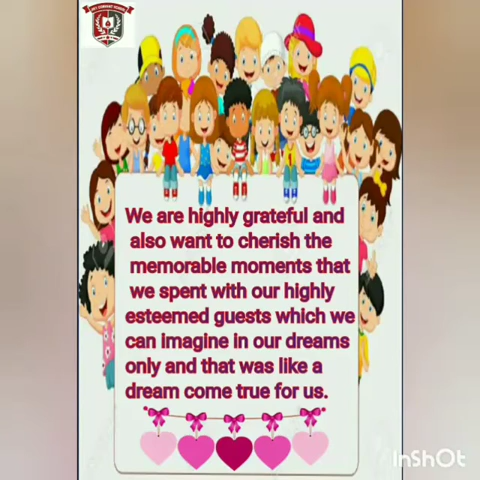 We are highly grateful and
also want to cherish the
memorable moments that
we spent with our highly
esteemed guests which we
can imagine in our dreams
only and that was like a
dream come true for us.
InShOt